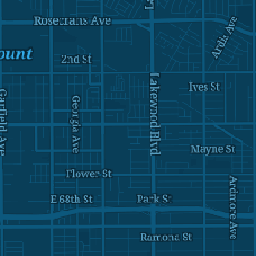 Rosecrans Ave
Ardis Ave
ount
2nd St
Ives St
Lakewood Blvd
Garfield Ave
Georgia Ave
Mayne St
Flower St
E 68th St
Park St
Ardmore Ave
Ramona St